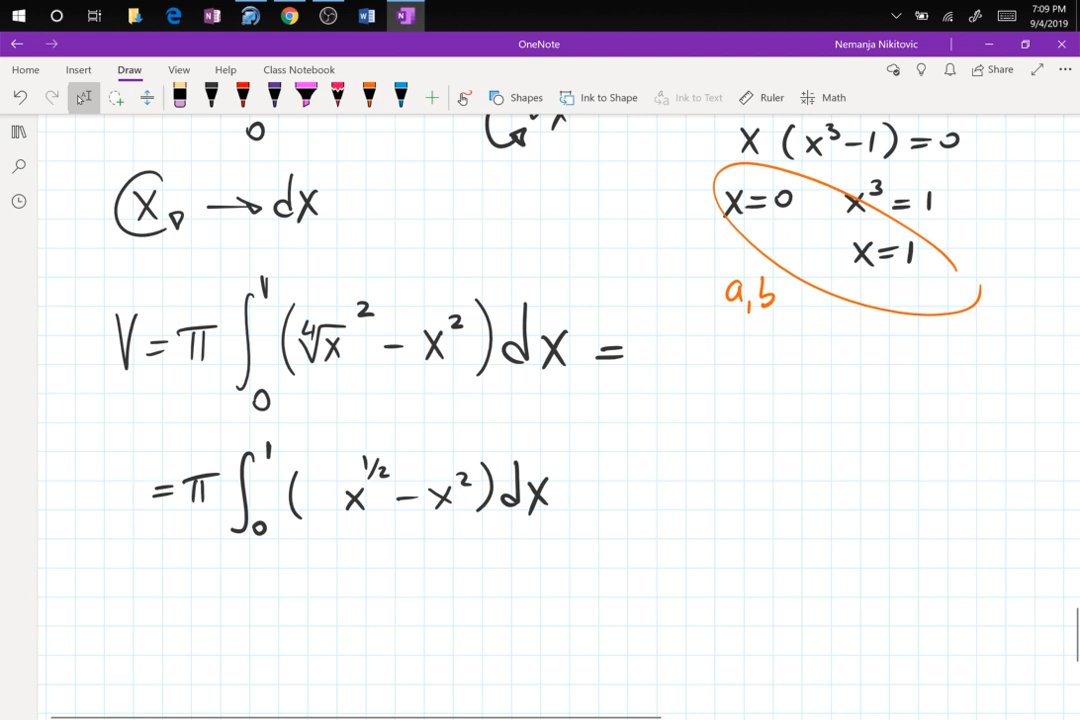 7:09 PM
9/4/2019
OneNote
Nemanja Nikitovic
Home Insert Draw View Help Class Notebook Share
Shapes Ink to Shape Ink to Text Ruler Math
0
x
x (x³-1) = 0
x → dx
x=0 x³ = 1
x=1
a,b
V = π ∫₀¹ (∜x² - x²) dx =
= π ∫₀¹ ( x^1/2 - x²) dx